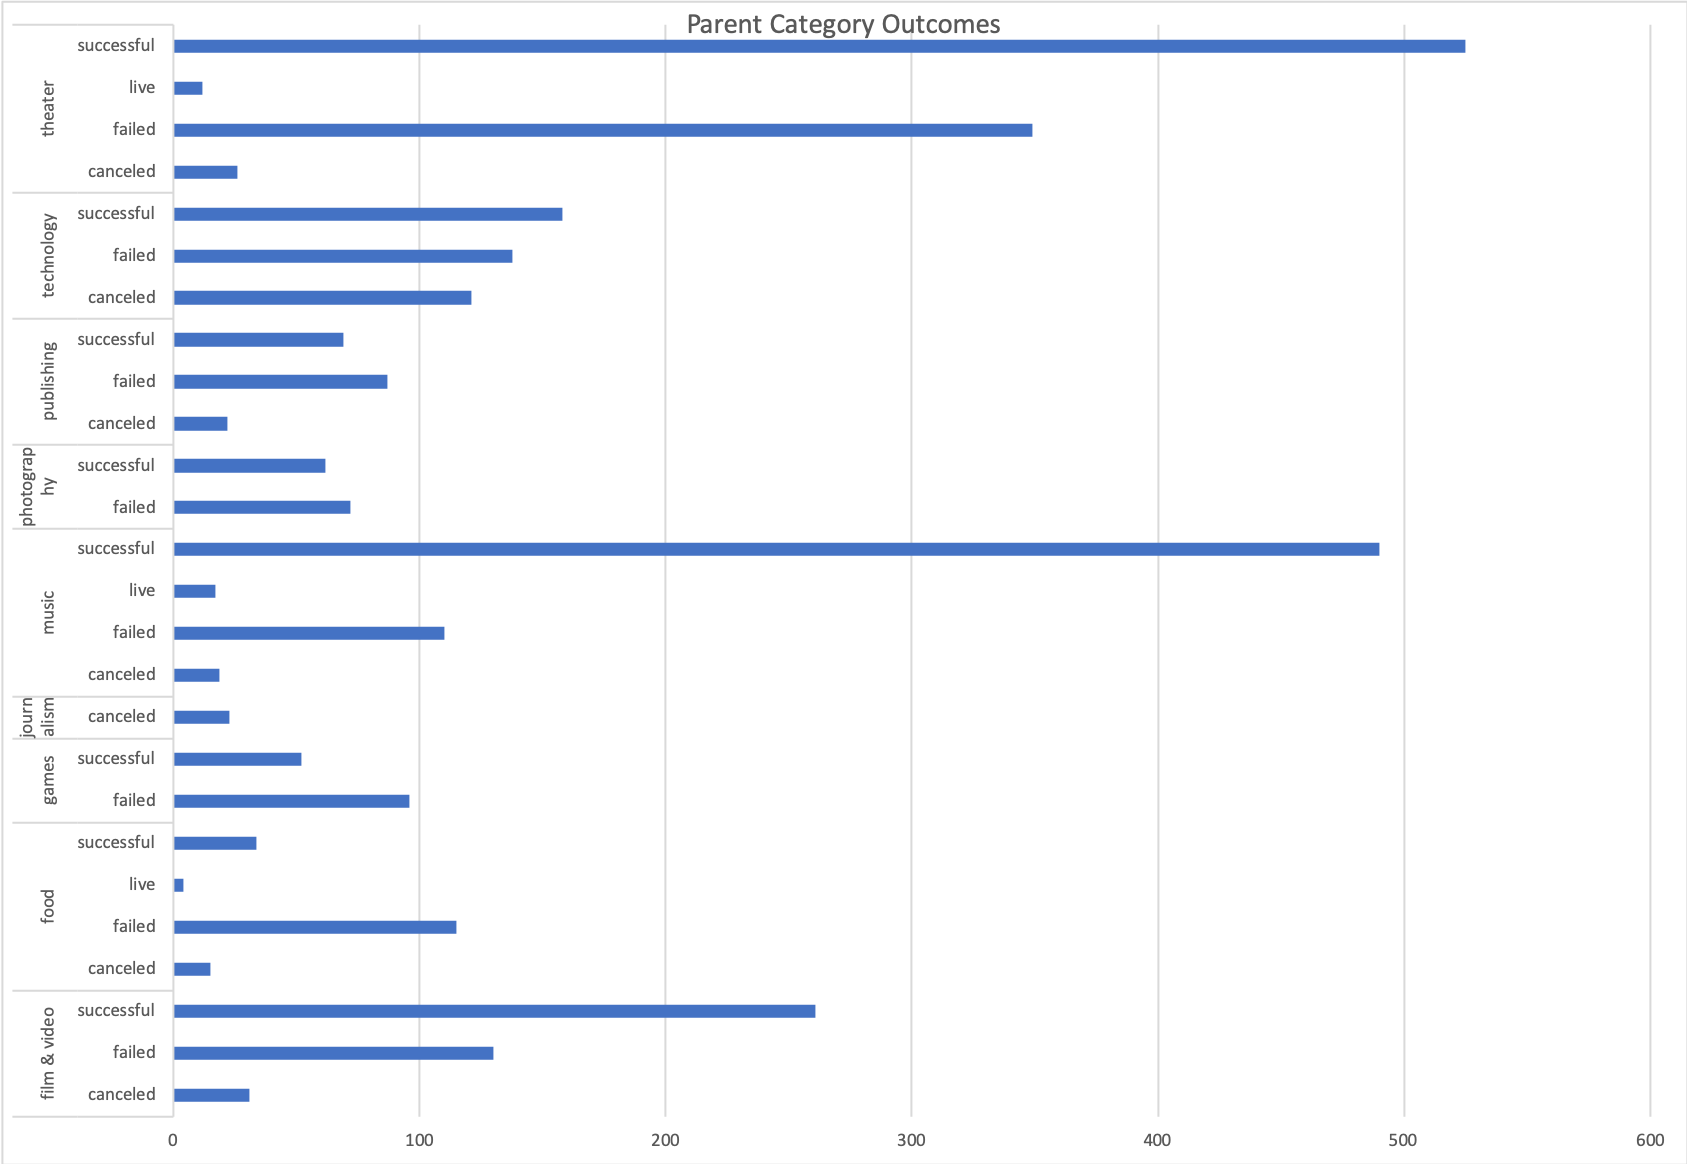 Parent Category Outcomes
theater
successful
live
failed
canceled
technology
successful
failed
canceled
publishing
successful
failed
canceled
photograp
hy
successful
failed
music
successful
live
failed
canceled
journ
alism
canceled
games
successful
failed
food
successful
live
failed
canceled
film & video
successful
failed
canceled
0 100 200 300 400 500 600